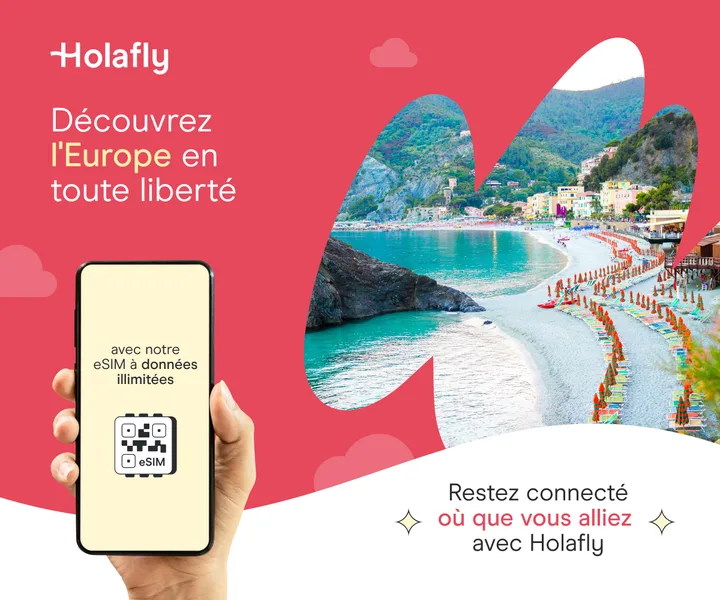 Holafly
Découvrez
l'Europe en
toute liberté
avec notre
eSIM à données
illimitées
eSIM
Restez connecté
où que vous alliez
avec Holafly